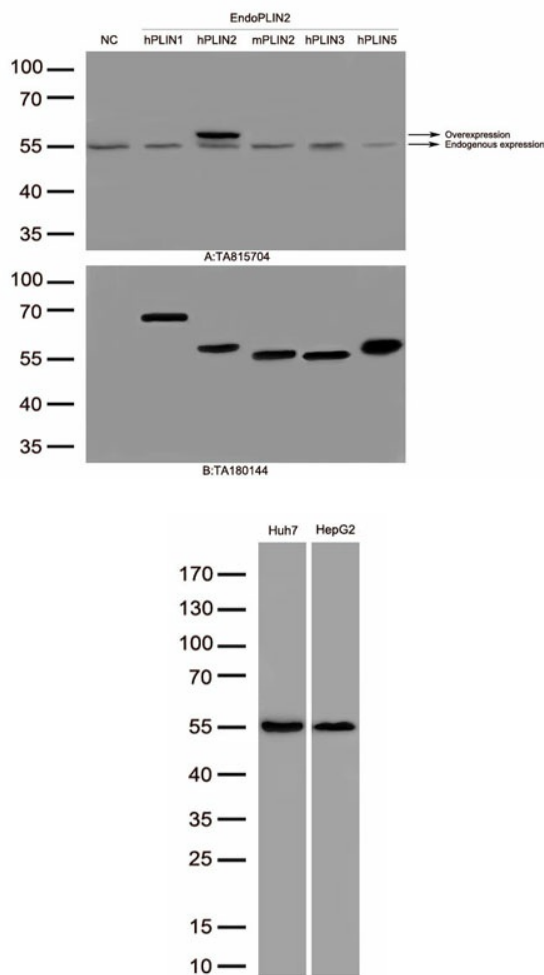 EndoPLIN2
NC hPLIN1 hPLIN2 mPLIN2 hPLIN3 hPLIN5
100
70
55
40
35
Overexpression
Endogenous expression
A:TA815704
100
70
55
40
35
B:TA180144
Huh7 HepG2
170
130
100
70
55
40
35
25
15
10